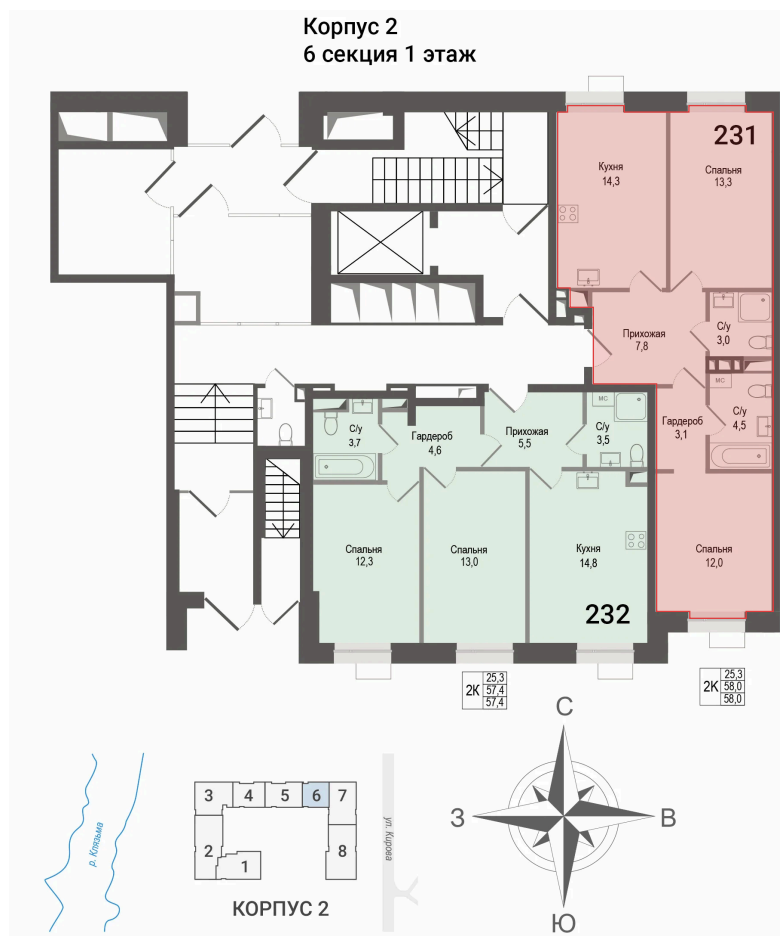 Корпус 2
6 секция 1 этаж
231
Кухня
14,3
Спальня
13,3
Прихожая
7,8
С/у
3,0
МС
Гардероб
3,1
С/у
4,5
Спальня
12,0
С/у
3,7
Гардероб
4,6
Прихожая
5,5
МС
С/у
3,5
Спальня
12,3
Спальня
13,0
Кухня
14,8
232
2К
25,3
57,4
57,4
2К
25,3
58,0
58,0
р. Клязьма
3
4
5
6
7
2
1
8
КОРПУС 2
ул. Кирова
С
З
В
Ю